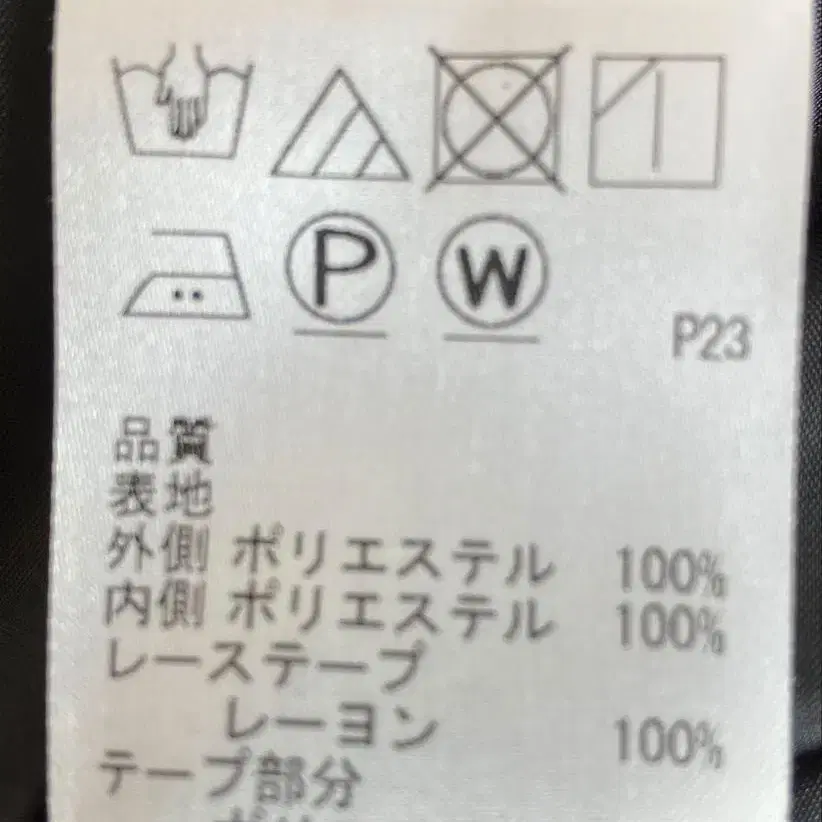 P W
P23
品質
表地
外側 ポリエステル 100%
内側 ポリエステル 100%
レーステープ
レーヨン 100%
テープ部分